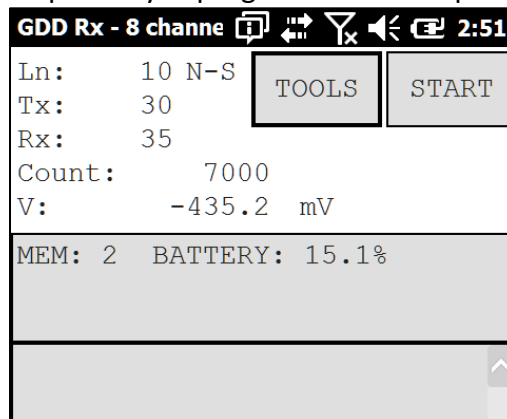 GDD Rx - 8 channe 2:51
Ln: 10 N-S
TOOLS START
Tx: 30
Rx: 35
Count: 7000
V: -435.2 mV
MEM: 2 BATTERY: 15.1%